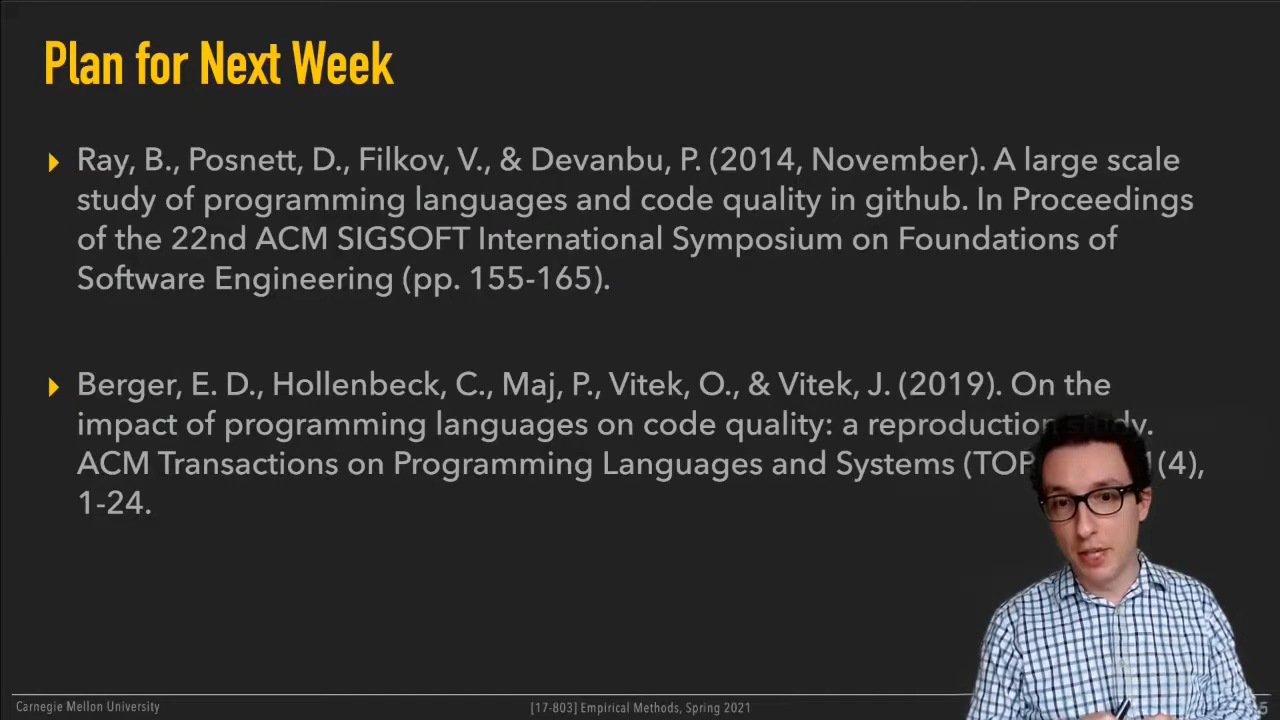 Plan for Next Week
Ray, B., Posnett, D., Filkov, V., & Devanbu, P. (2014, November). A large scale
study of programming languages and code quality in github. In Proceedings
of the 22nd ACM SIGSOFT International Symposium on Foundations of
Software Engineering (pp. 155-165).
Berger, E. D., Hollenbeck, C., Maj, P., Vitek, O., & Vitek, J. (2019). On the
impact of programming languages on code quality: a reproduction study.
ACM Transactions on Programming Languages and Systems (4),
1-24.
Carnegie Mellon University
[17-803] Empirical Methods, Spring 2021